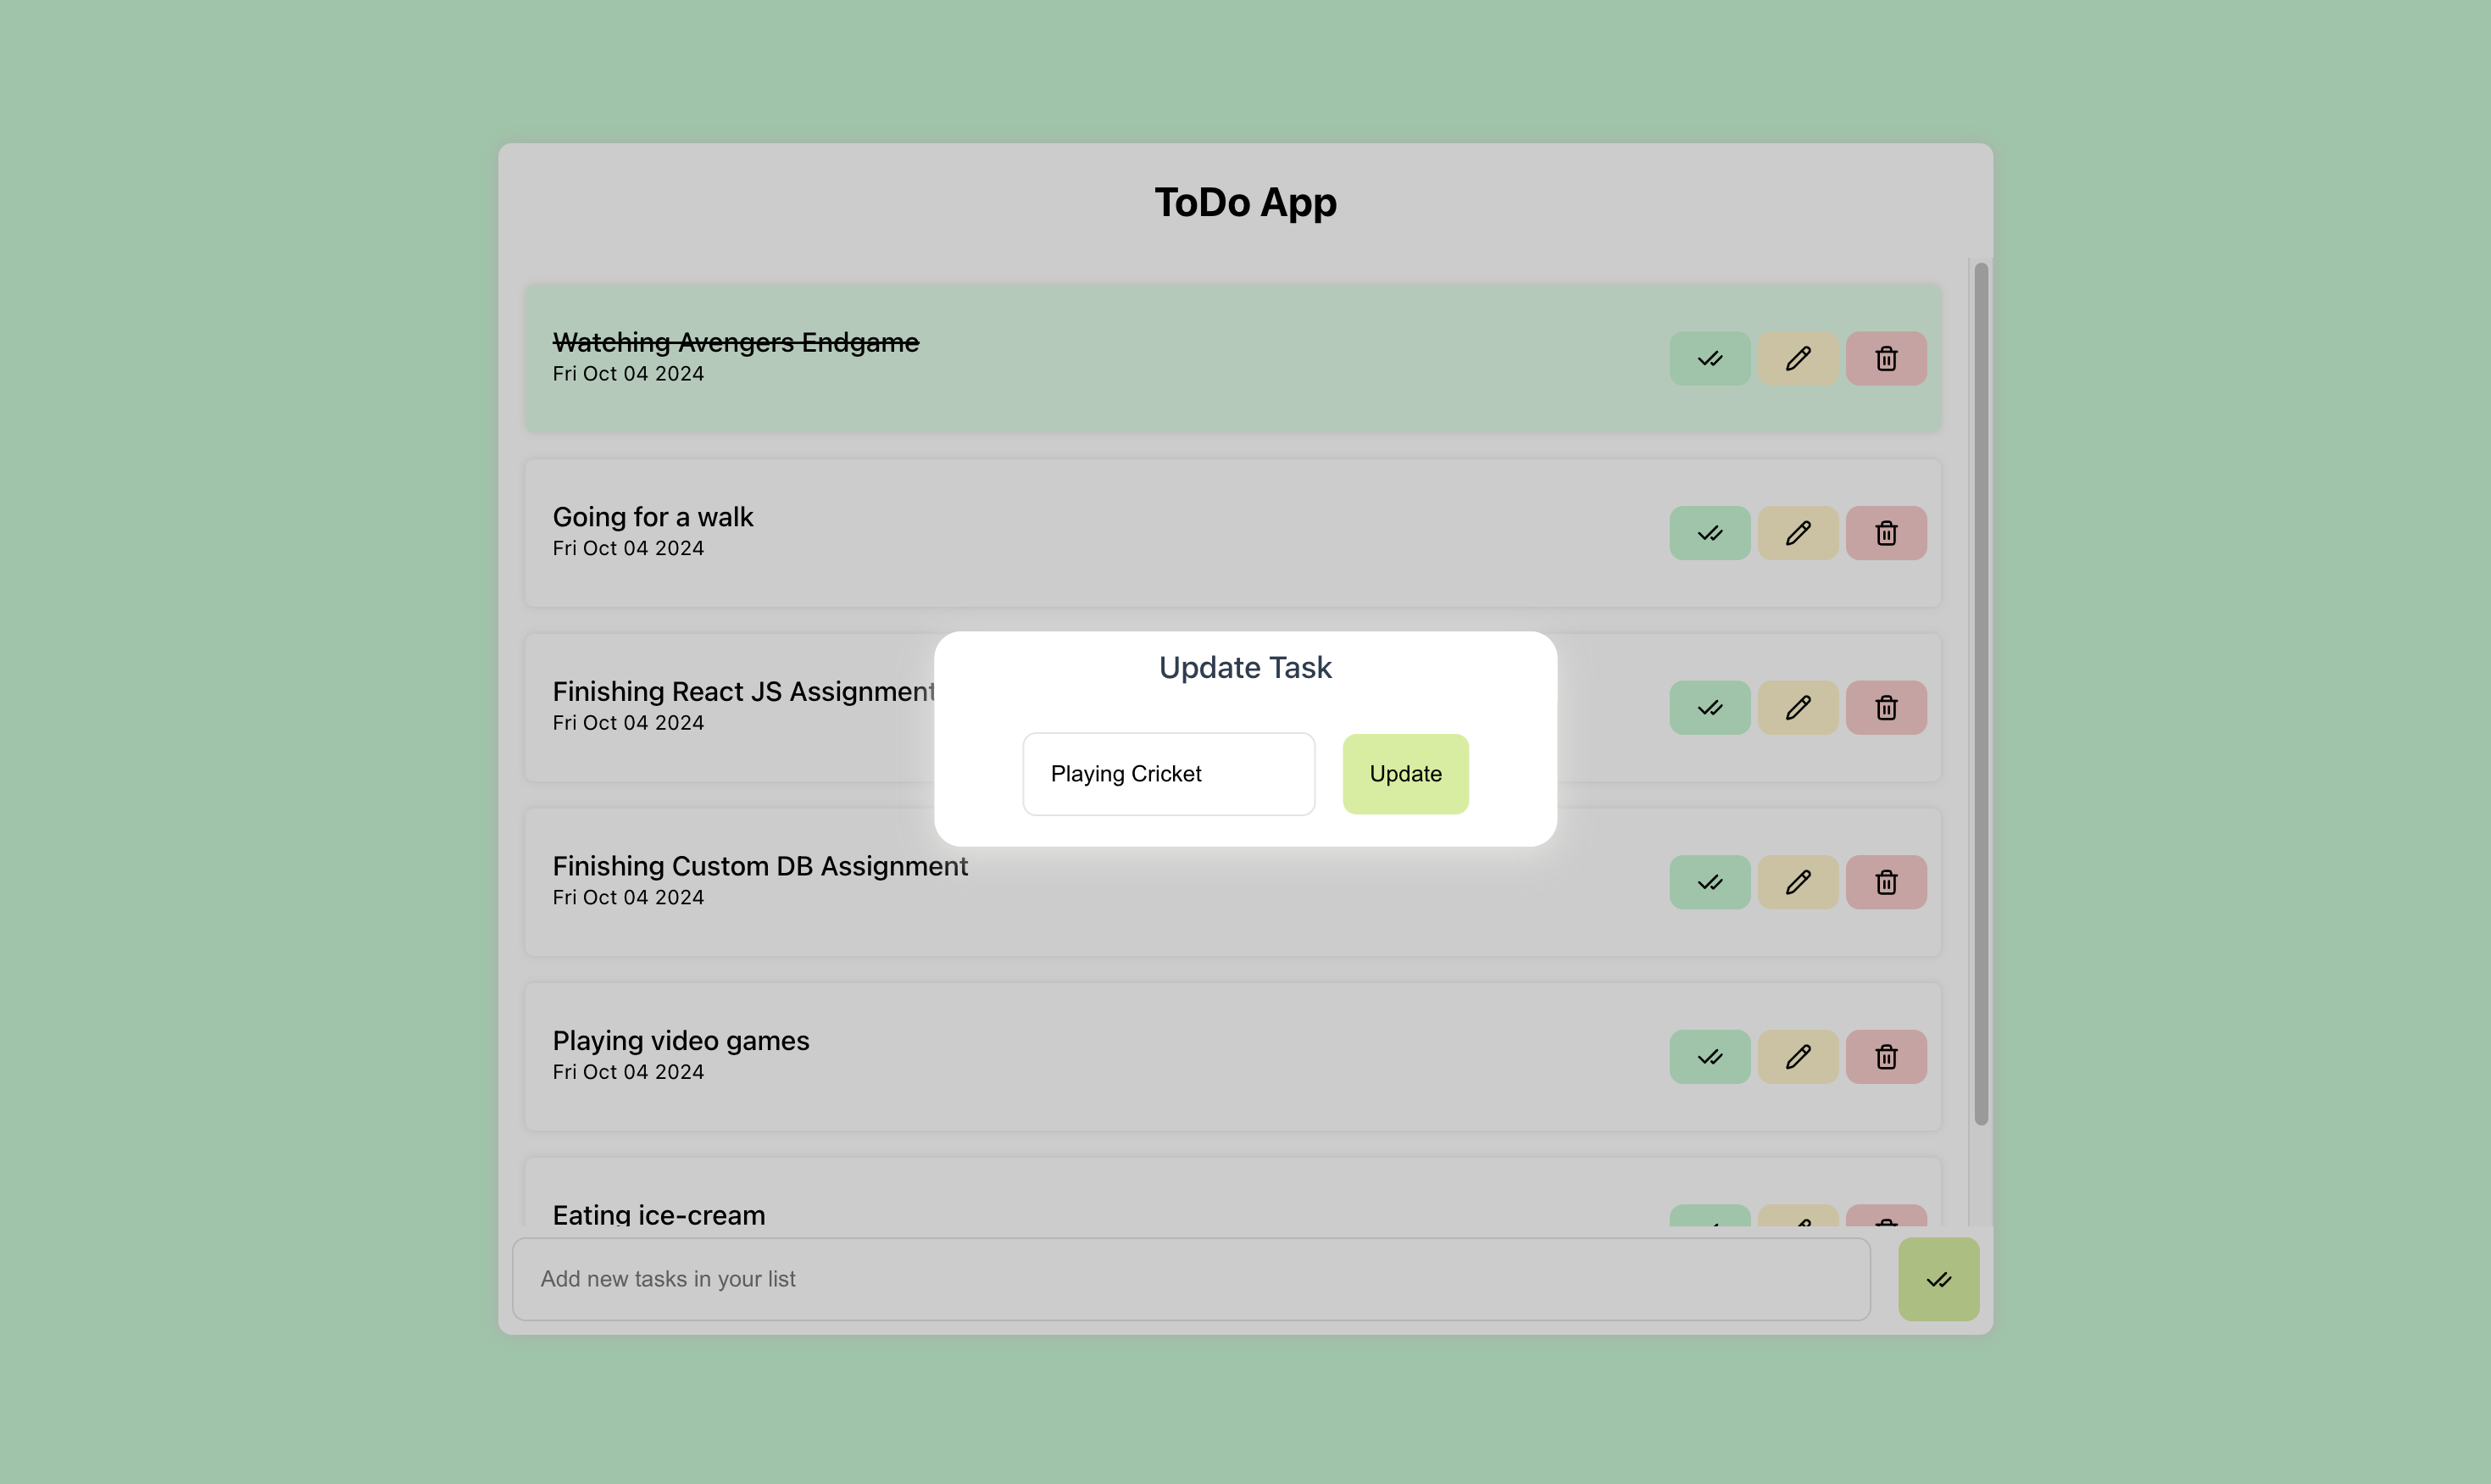 ToDo App
Watching Avengers Endgame
Fri Oct 04 2024
Going for a walk
Fri Oct 04 2024
Finishing React JS Assignment
Fri Oct 04 2024
Update Task
Playing Cricket
Update
Finishing Custom DB Assignment
Fri Oct 04 2024
Playing video games
Fri Oct 04 2024
Eating ice-cream
Add new tasks in your list